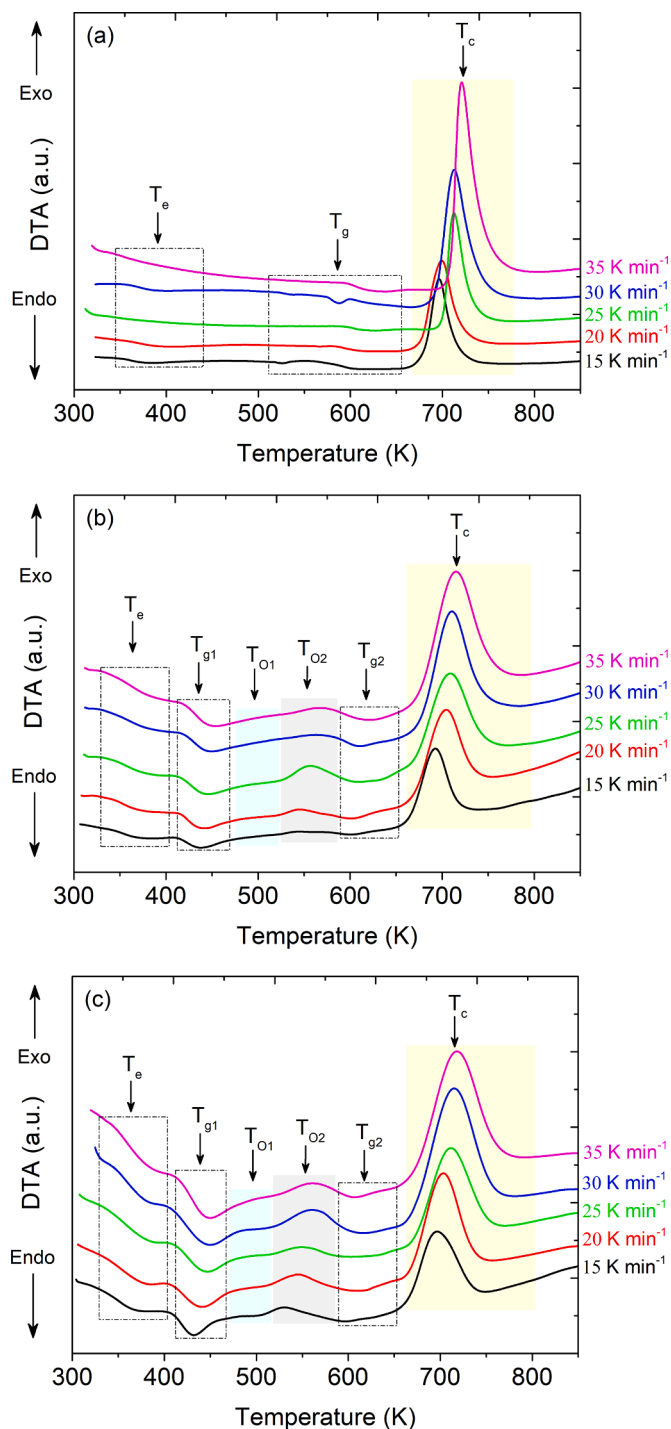 (a)
T_c
Exo
DTA (a.u.)
Endo
T_e
T_g
35 K min⁻¹
30 K min⁻¹
25 K min⁻¹
20 K min⁻¹
15 K min⁻¹
300 400 500 600 700 800
Temperature (K)
(b)
T_c
Exo
DTA (a.u.)
Endo
T_e
T_g1
T_O1
T_O2
T_g2
35 K min⁻¹
30 K min⁻¹
25 K min⁻¹
20 K min⁻¹
15 K min⁻¹
300 400 500 600 700 800
Temperature (K)
(c)
T_c
Exo
DTA (a.u.)
Endo
T_e
T_g1
T_O1
T_O2
T_g2
35 K min⁻¹
30 K min⁻¹
25 K min⁻¹
20 K min⁻¹
15 K min⁻¹
300 400 500 600 700 800
Temperature (K)